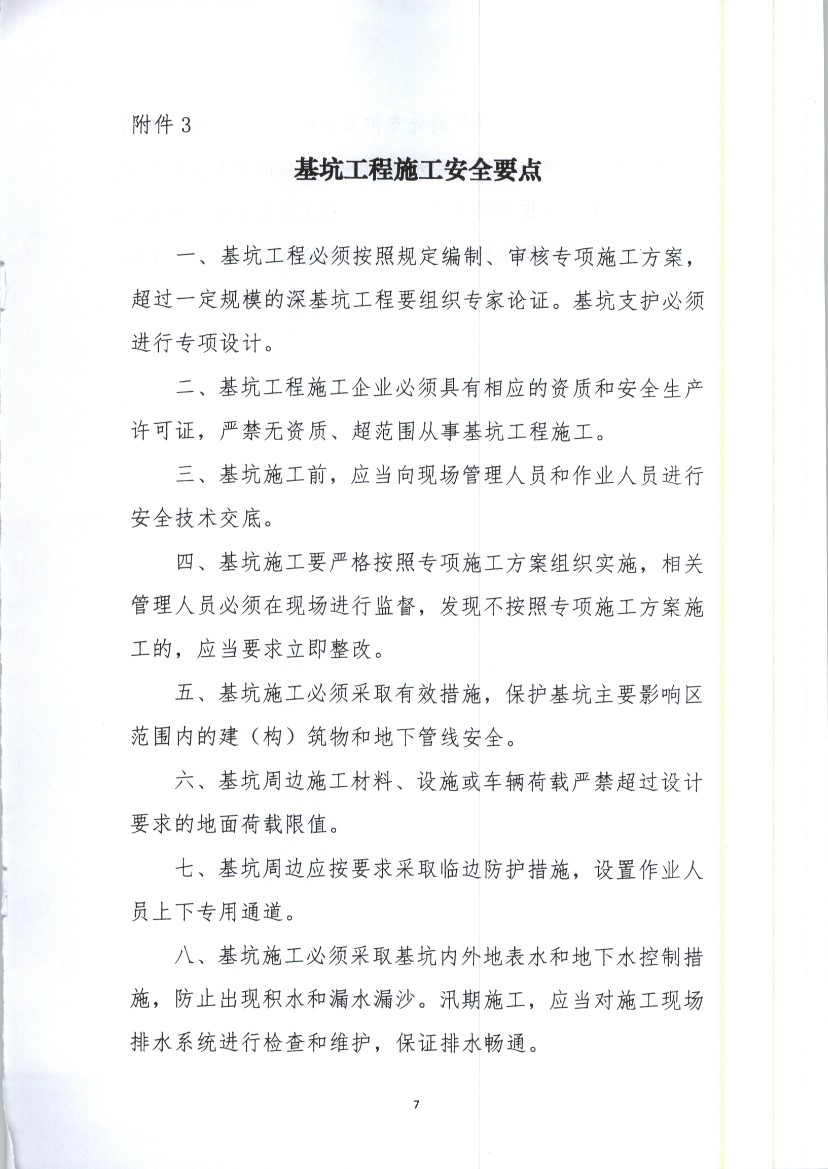 附件 3
基坑工程施工安全要点
一、基坑工程必须按照规定编制、审核专项施工方案，
超过一定规模的深基坑工程要组织专家论证。基坑支护必须
进行专项设计。
二、基坑工程施工企业必须具有相应的资质和安全生产
许可证，严禁无资质、超范围从事基坑工程施工。
三、基坑施工前，应当向现场管理人员和作业人员进行
安全技术交底。
四、基坑施工要严格按照专项施工方案组织实施，相关
管理人员必须在现场进行监督，发现不按照专项施工方案施
工的，应当要求立即整改。
五、基坑施工必须采取有效措施，保护基坑主要影响区
范围内的建（构）筑物和地下管线安全。
六、基坑周边施工材料、设施或车辆荷载严禁超过设计
要求的地面荷载限值。
七、基坑周边应按要求采取临边防护措施，设置作业人
员上下专用通道。
八、基坑施工必须采取基坑内外地表水和地下水控制措
施，防止出现积水和漏水漏沙。汛期施工，应当对施工现场
排水系统进行检查和维护，保证排水畅通。
7